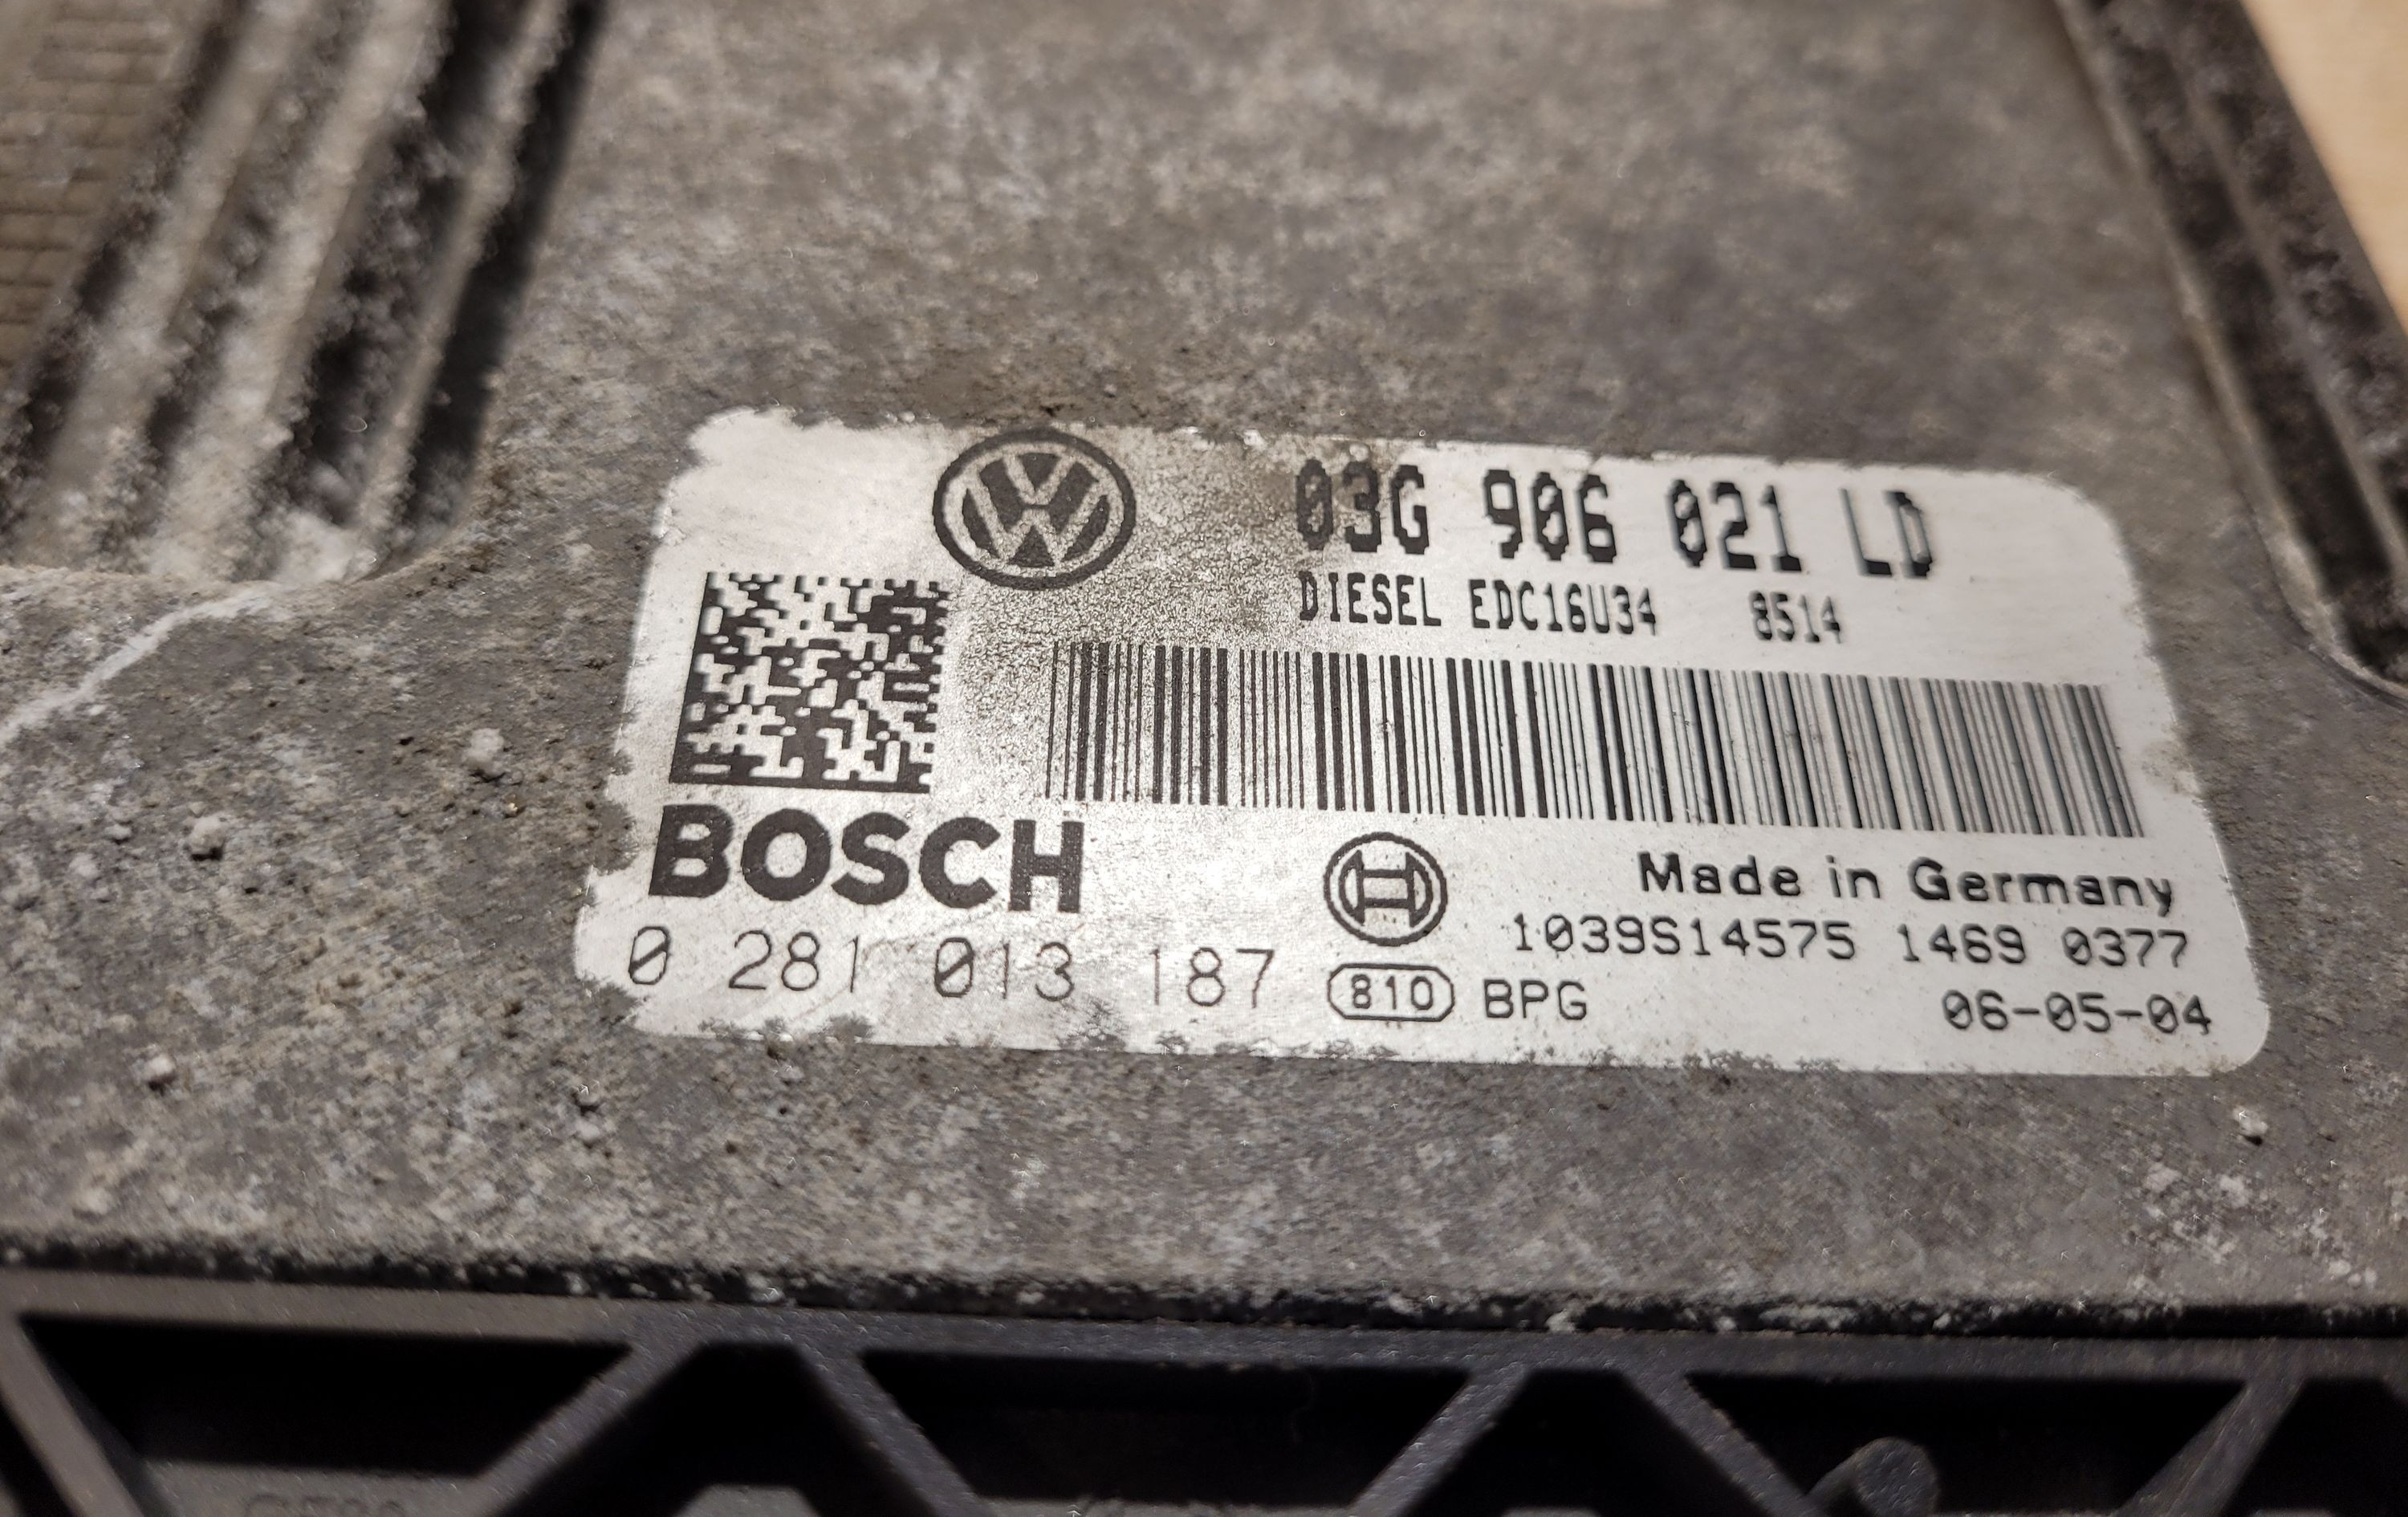 03G 906 021 LD
DIESEL EDC16U34 8514
BOSCH
Made in Germany
1039S14575 1469 0377
0 281 013 187
810 BPG 06-05-04